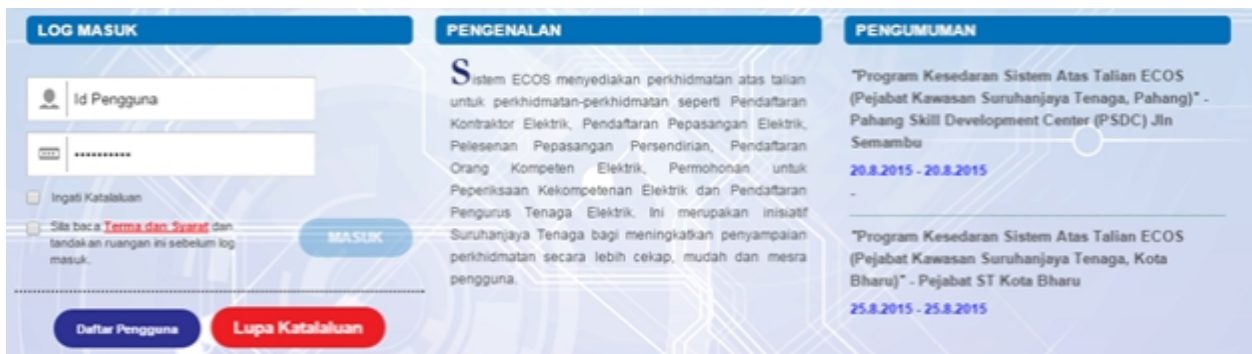 LOG MASUK
Id Pengguna
••••••••••
Ingati Katalaluan
Sila baca Terma dan Syarat dan
tandakan ruangan ini sebelum log
masuk.
MASUK
Daftar Pengguna
Lupa Katalaluan
PENGENALAN
Sistem ECOS menyediakan perkhidmatan atas talian
untuk perkhidmatan-perkhidmatan seperti Pendaftaran
Kontraktor Elektrik, Pendaftaran Pepasangan Elektrik,
Pelesenan Pepasangan Persendirian, Pendaftaran
Orang Kompeten Elektrik, Permohonan untuk
Peperiksaan Kekompetenan Elektrik dan Pendaftaran
Pengurus Tenaga Elektrik. Ini merupakan inisiatif
Suruhanjaya Tenaga bagi meningkatkan penyampaian
perkhidmatan secara lebih cekap, mudah dan mesra
pengguna.
PENGUMUMAN
"Program Kesedaran Sistem Atas Talian ECOS
(Pejabat Kawasan Suruhanjaya Tenaga, Pahang)" -
Pahang Skill Development Center (PSDC) Jln
Semambu
20.8.2015 - 20.8.2015
-
"Program Kesedaran Sistem Atas Talian ECOS
(Pejabat Kawasan Suruhanjaya Tenaga, Kota
Bharu)" - Pejabat ST Kota Bharu
25.8.2015 - 25.8.2015